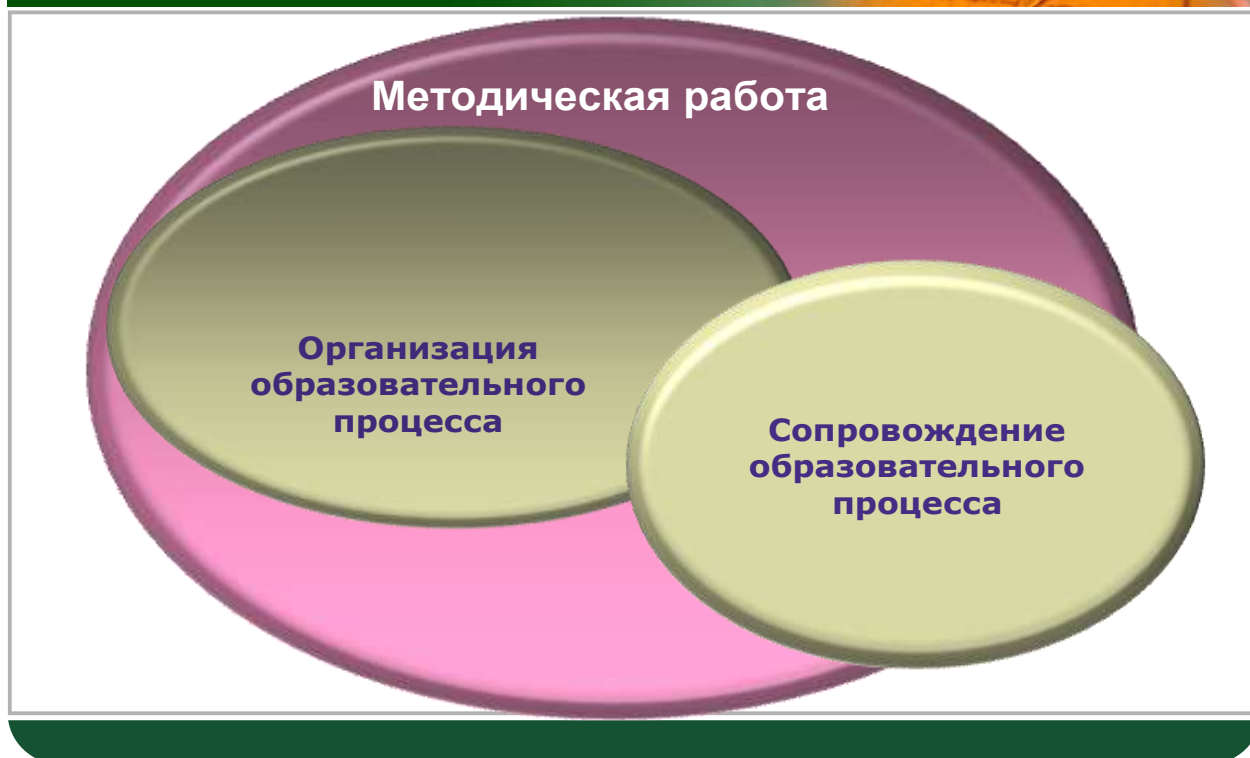 Методическая работа
Организация
образовательного
процесса
Сопровождение
образовательного
процесса